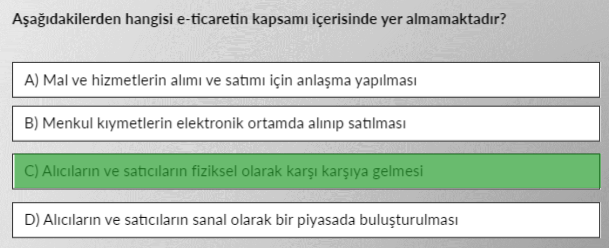 Aşağıdakilerden hangisi e-ticaretin kapsamı içerisinde yer almamaktadır?
A) Mal ve hizmetlerin alımı ve satımı için anlaşma yapılması
B) Menkul kıymetlerin elektronik ortamda alınıp satılması
C) Alıcıların ve satıcıların fiziksel olarak karşı karşıya gelmesi
D) Alıcıların ve satıcıların sanal olarak bir piyasada buluşturulması